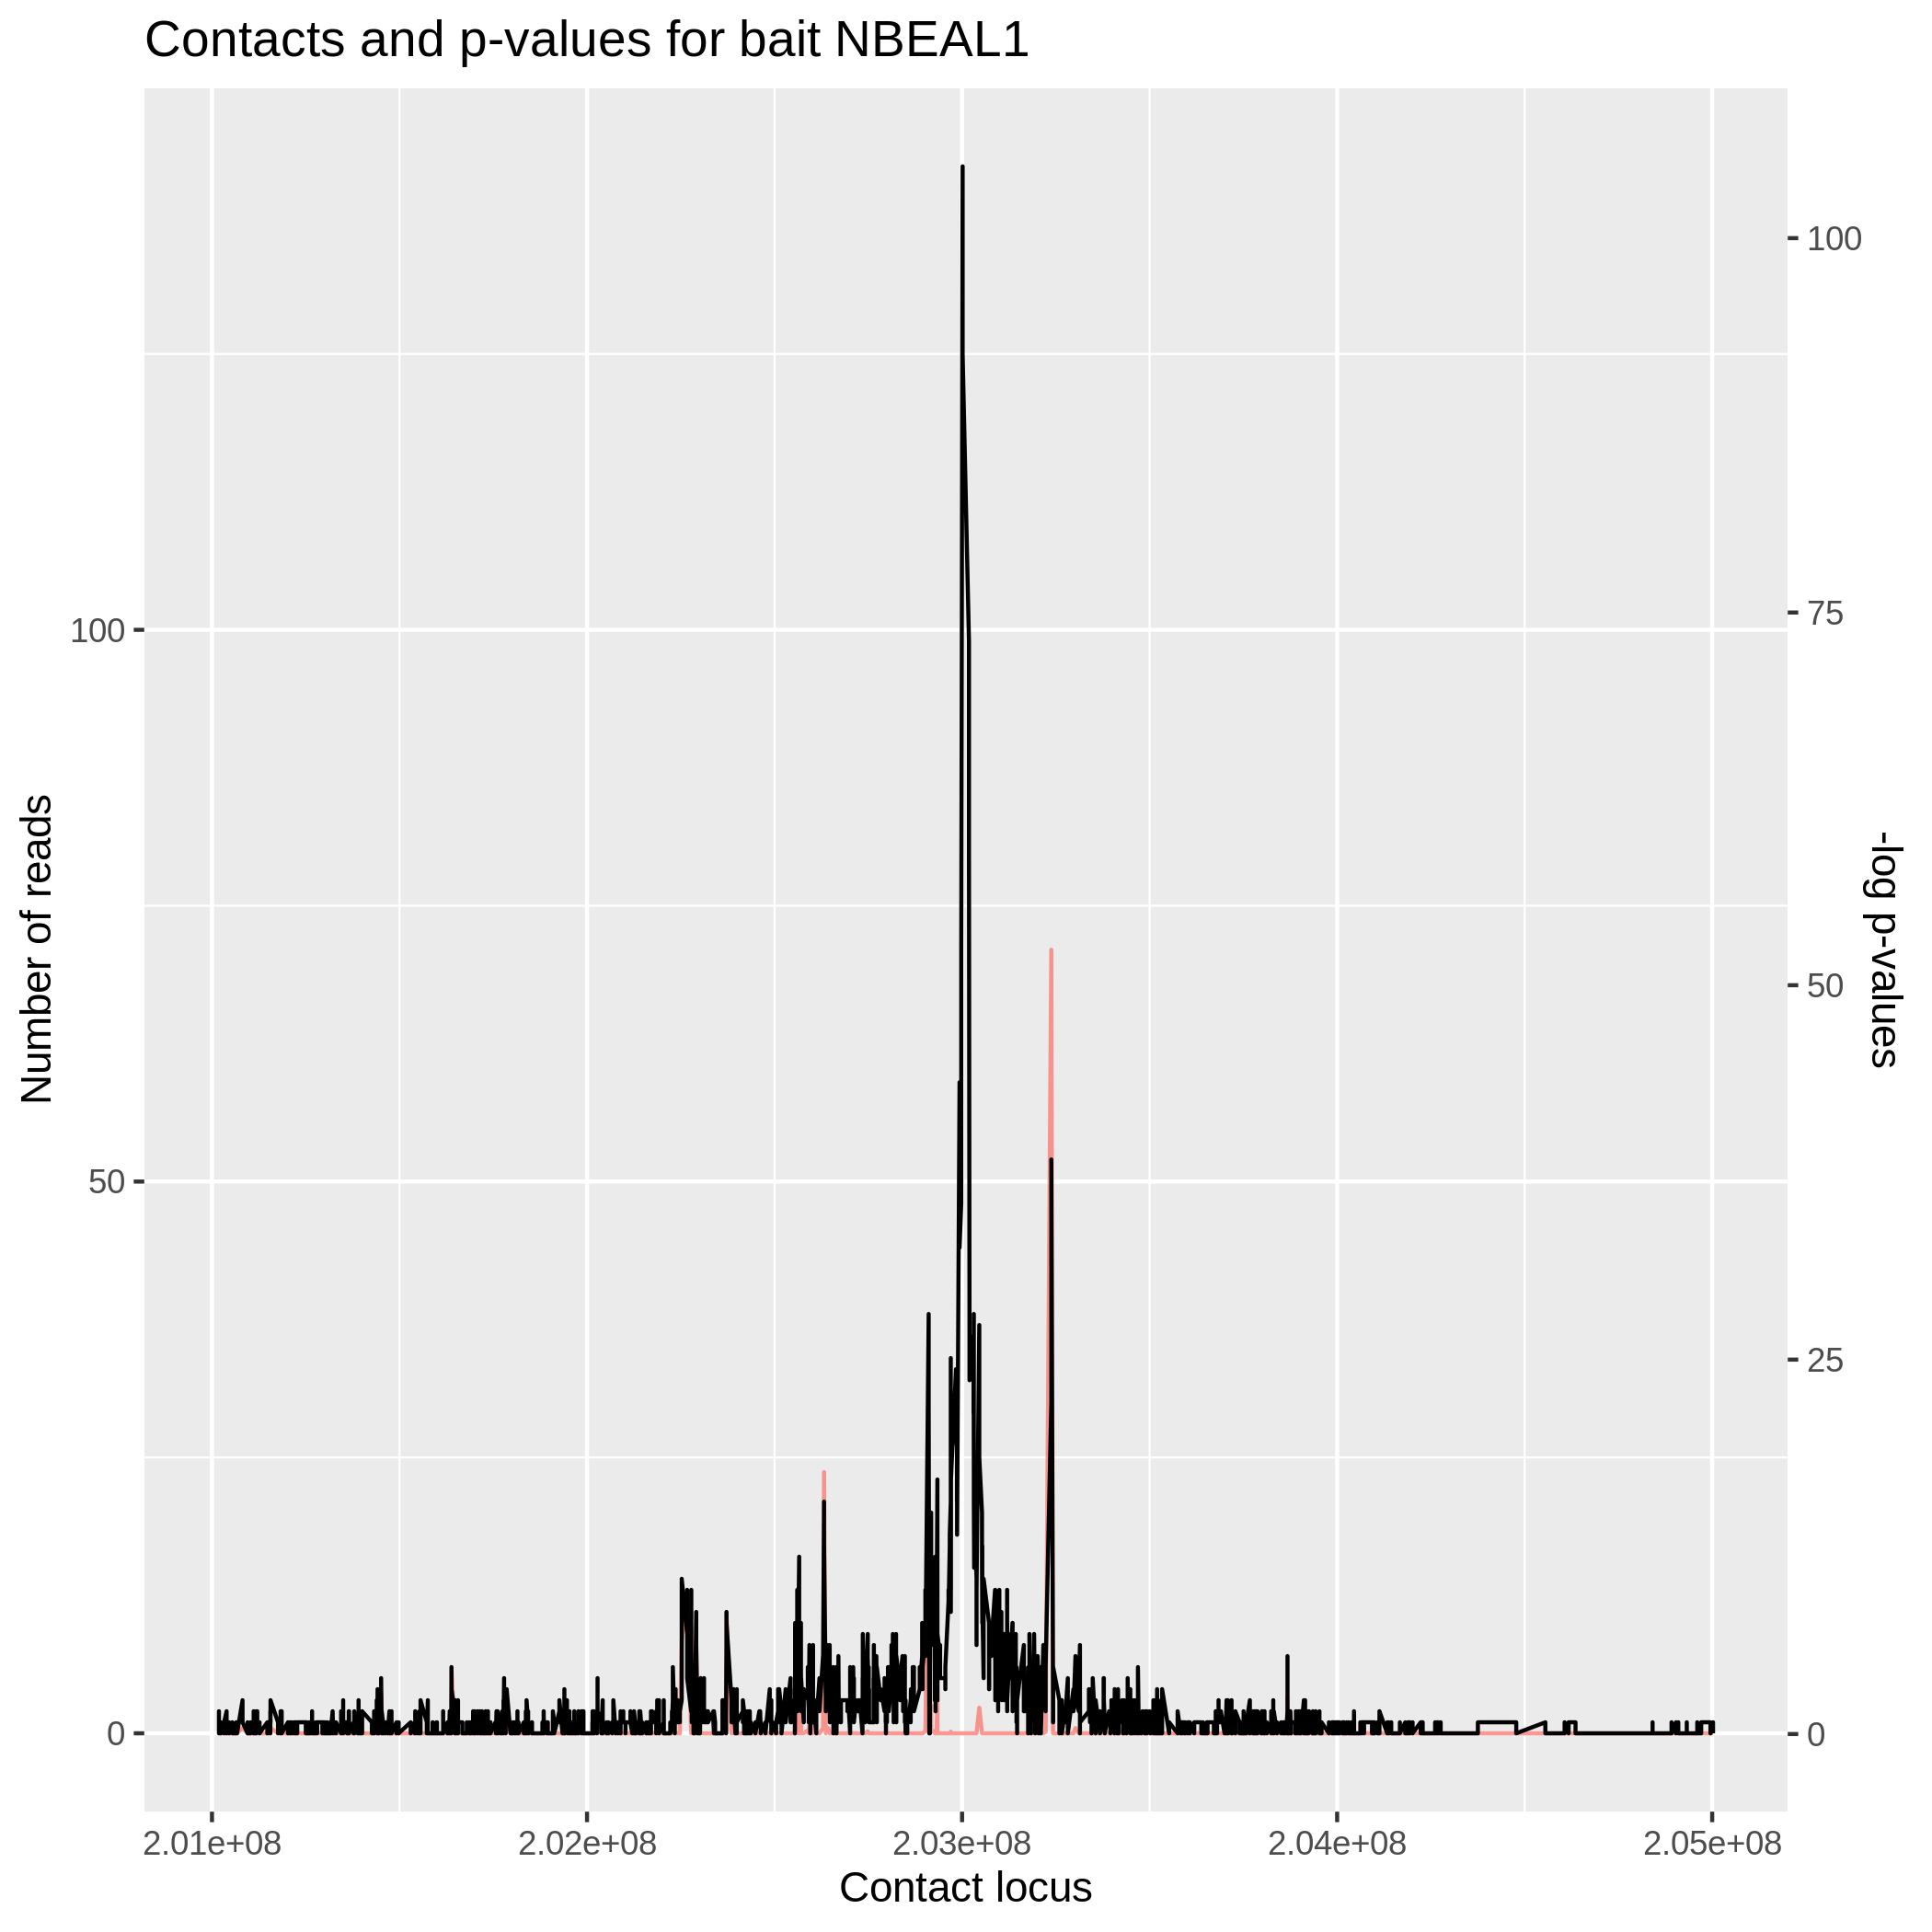 Contacts and p-values for bait NBEAL1
100
50
0
Number of reads
100
75
50
25
0
-log p-values
2.01e+08 2.02e+08 2.03e+08 2.04e+08 2.05e+08
Contact locus